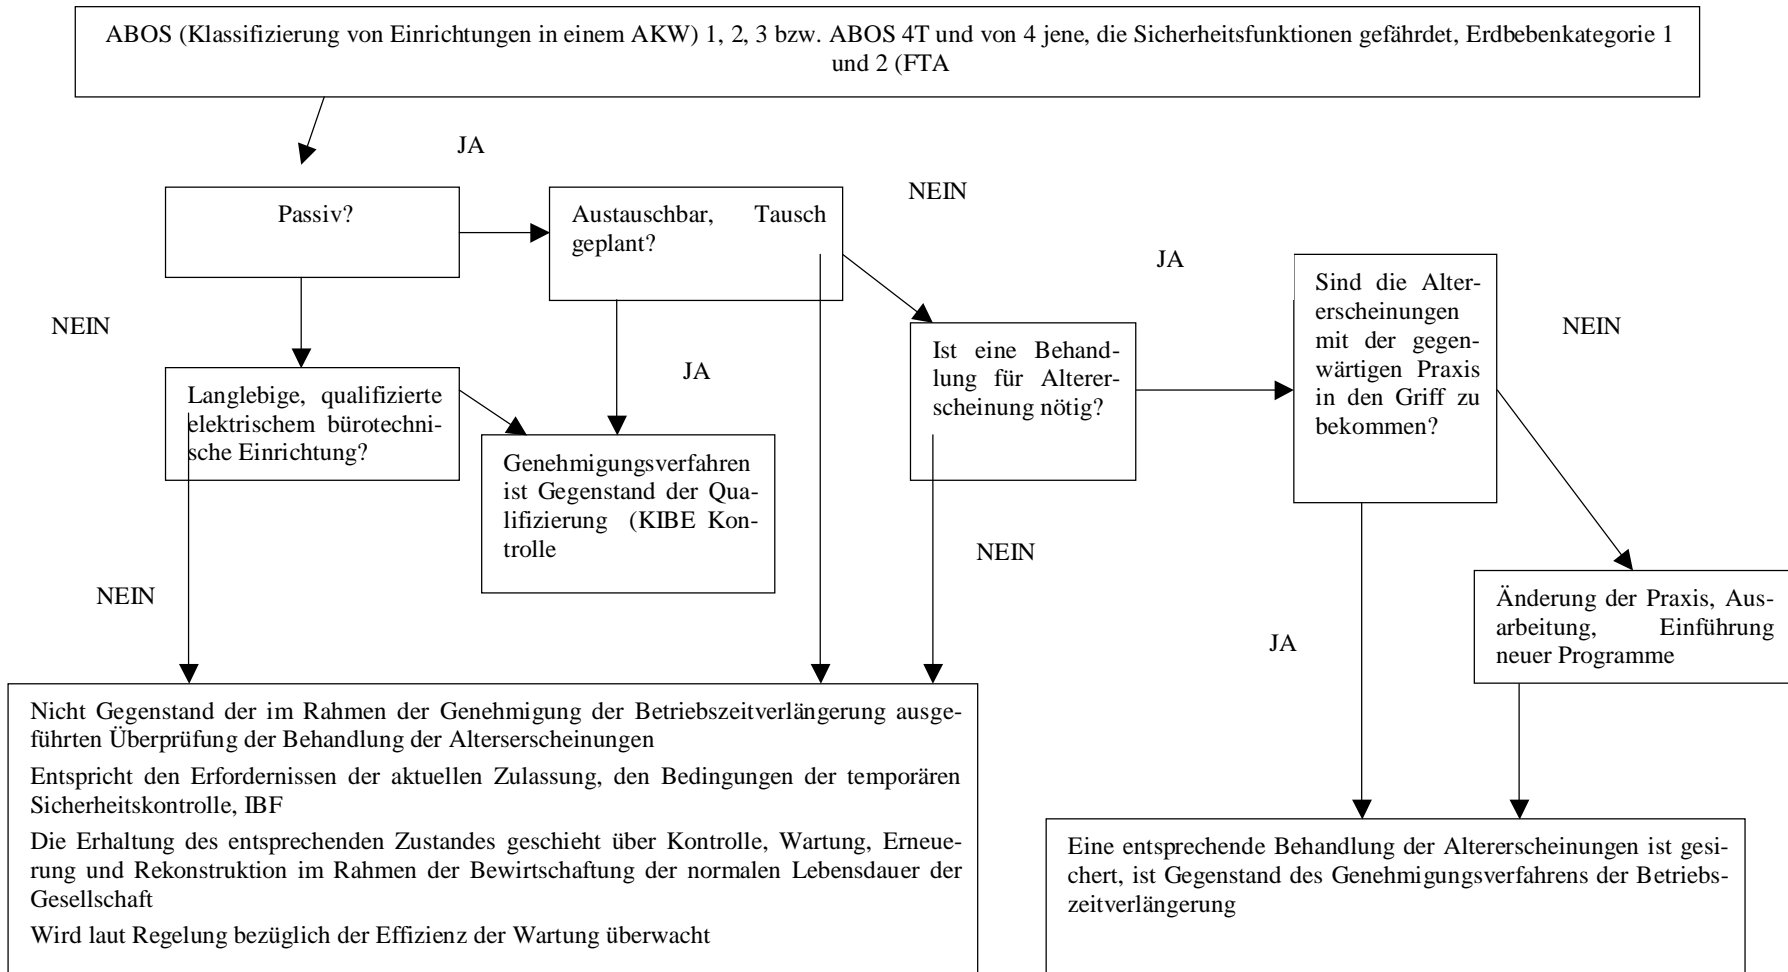 ABOS (Klassifizierung von Einrichtungen in einem AKW) 1, 2, 3 bzw. ABOS 4T und von 4 jene, die Sicherheitsfunktionen gefährdet, Erdbebenkategorie 1
und 2 (FTA
JA
Passiv?
Austauschbar, Tausch
geplant?
NEIN
JA
Sind die Alter-
erscheinungen
mit der gegen-
wärtigen Praxis
in den Griff zu
bekommen?
NEIN
NEIN
Langlebige, qualifizierte
elektrischem bürotechni-
sche Einrichtung?
JA
Ist eine Behand-
lung für Alterer-
scheinung nötig?
Genehmigungsverfahren
ist Gegenstand der Qua-
lifizierung (KIBE Kon-
trolle
NEIN
NEIN
Änderung der Praxis, Aus-
arbeitung, Einführung
neuer Programme
JA
Nicht Gegenstand der im Rahmen der Genehmigung der Betriebszeitverlängerung ausge-
führten Überprüfung der Behandlung der Alterserscheinungen
Entspricht den Erfordernissen der aktuellen Zulassung, den Bedingungen der temporären
Sicherheitskontrolle, IBF
Die Erhaltung des entsprechenden Zustandes geschieht über Kontrolle, Wartung, Erneue-
rung und Rekonstruktion im Rahmen der Bewirtschaftung der normalen Lebensdauer der
Gesellschaft
Wird laut Regelung bezüglich der Effizienz der Wartung überwacht
Eine entsprechende Behandlung der Altererscheinungen ist gesi-
chert, ist Gegenstand des Genehmigungsverfahrens der Betriebs-
zeitverlängerung